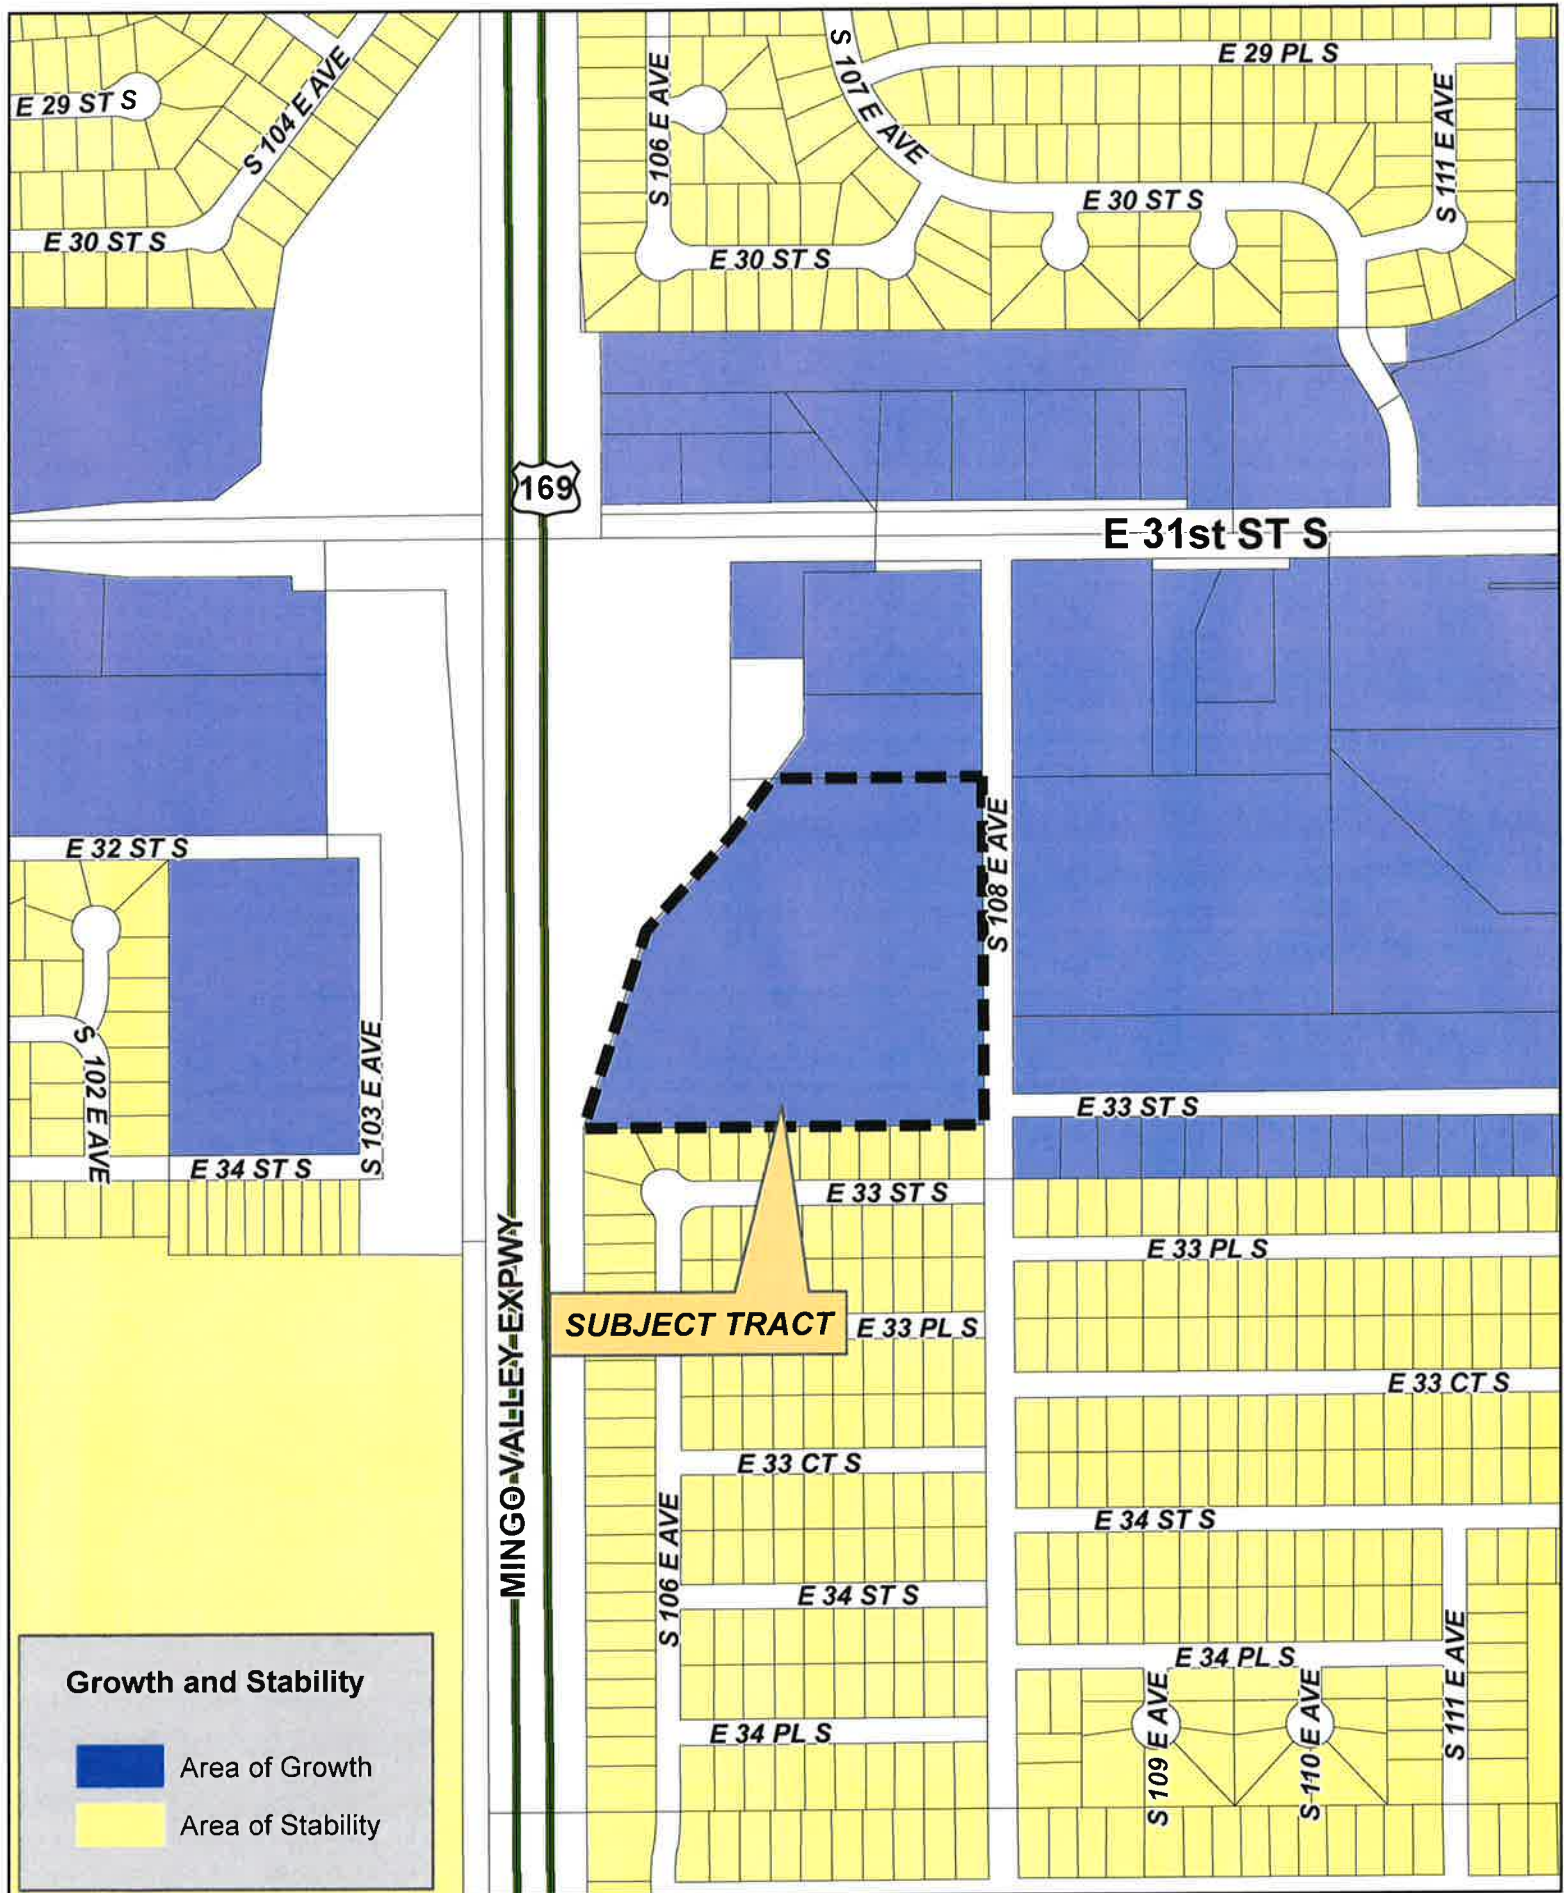 E 29 PL S
E 29 ST S
S 104 E AVE
S 106 E AVE
S 107 E AVE
S 111 E AVE
E 30 ST S
E 30 ST S
E 30 ST S
169
E 31st ST S
S 108 E AVE
E 32 ST S
S 102 E AVE
S 103 E AVE
E 33 ST S
E 34 ST S
E 33 ST S
E 33 PL S
SUBJECT TRACT
E 33 PL S
MINGO VALLEY EXPWY
E 33 CT S
E 33 CT S
S 106 E AVE
E 34 ST S
E 34 ST S
E 34 PL S
S 109 E AVE
S 110 E AVE
S 111 E AVE
E 34 PL S
Growth and Stability
Area of Growth
Area of Stability